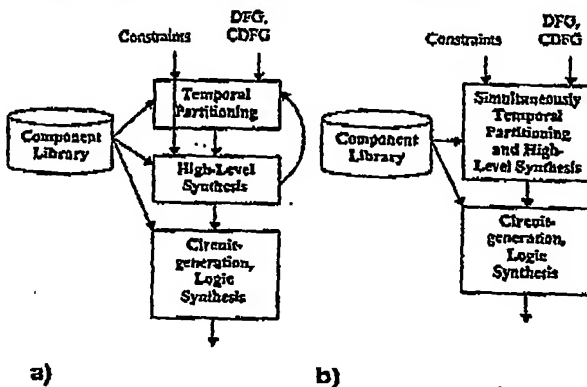 Constraints
DFG,
CDFG
Temporal
Partitioning
Component
Library
...
High-Level
Synthesis
Circuit-
generation,
Logic
Synthesis
a)
Constraints
DFG,
CDFG
Simultaneously
Temporal
Partitioning
and High-
Level Synthesis
Component
Library
Circuit-
generation,
Logic
Synthesis
b)